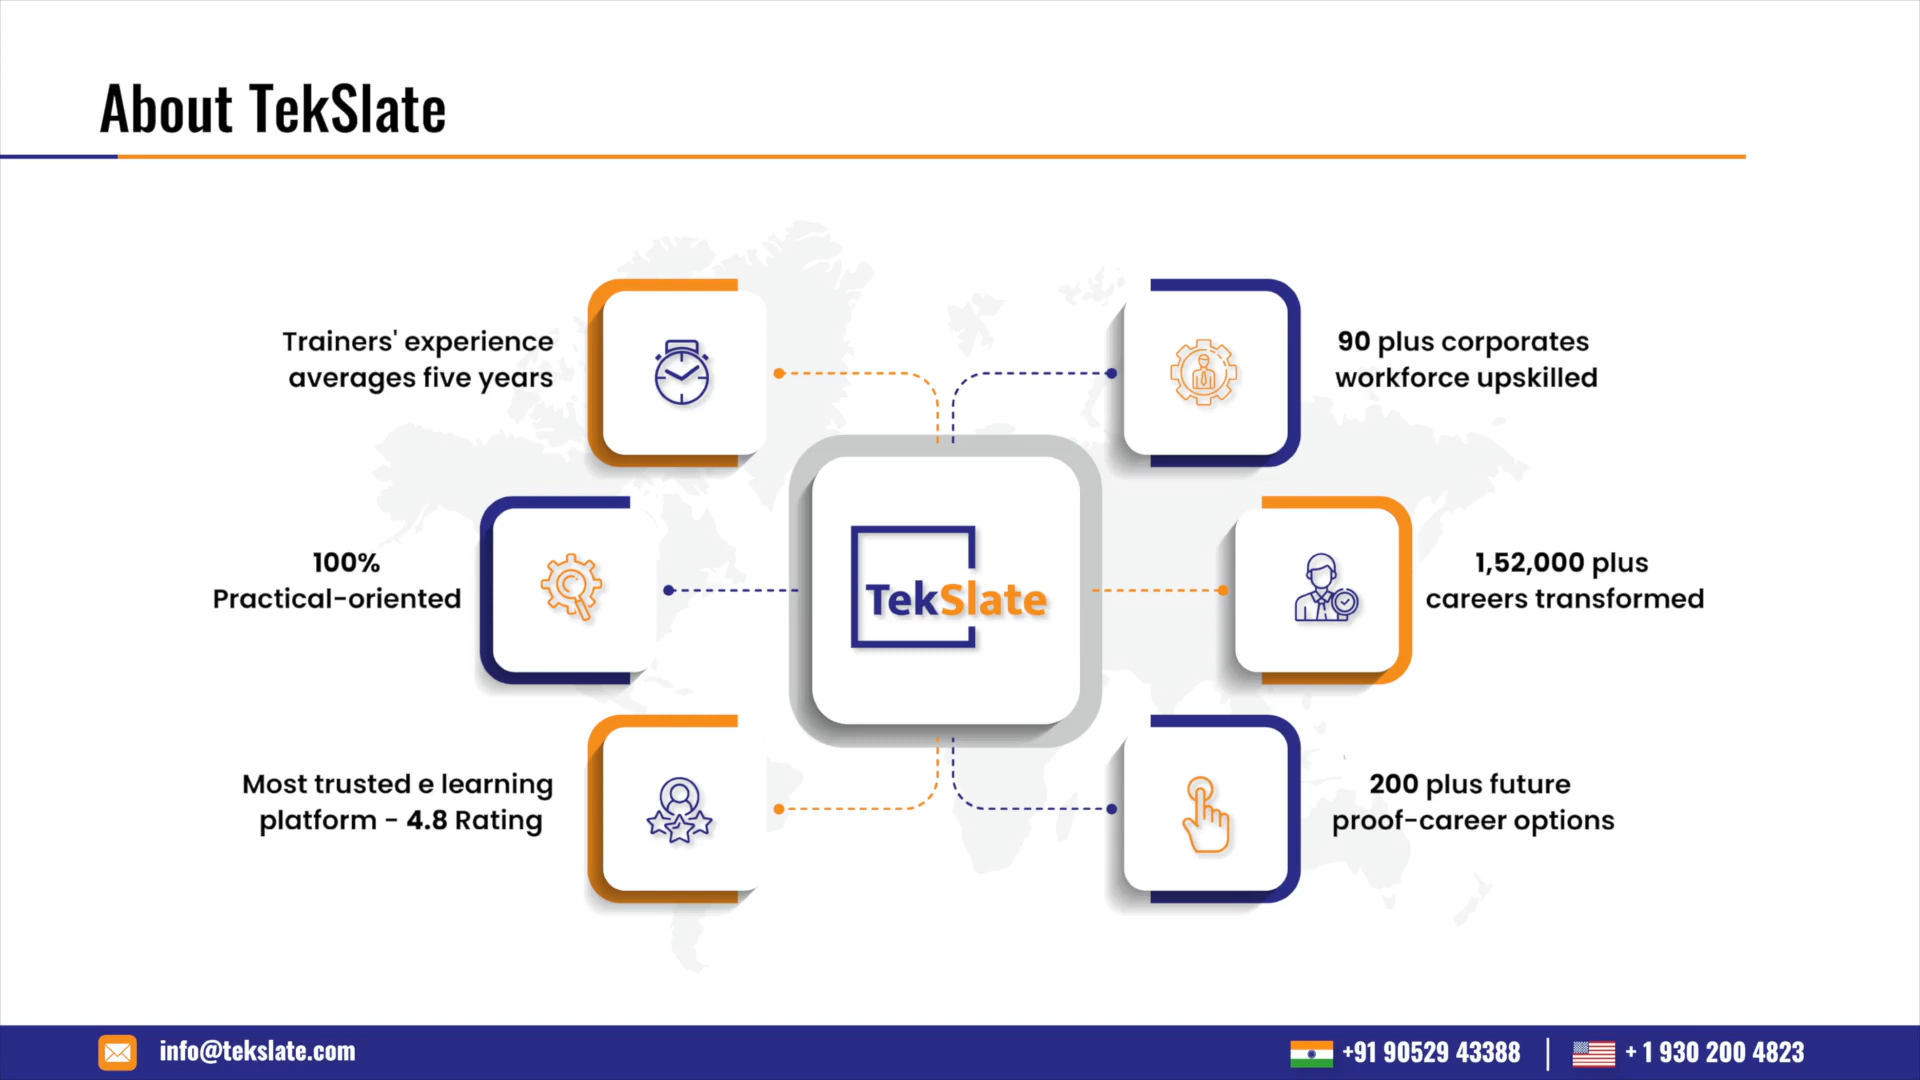 About TekSlate
Trainers' experience
averages five years
90 plus corporates
workforce upskilled
100%
Practical-oriented
TekSlate
1,52,000 plus
careers transformed
Most trusted e learning
platform - 4.8 Rating
200 plus future
proof-career options
info@tekslate.com
+91 90529 43388
+ 1 930 200 4823